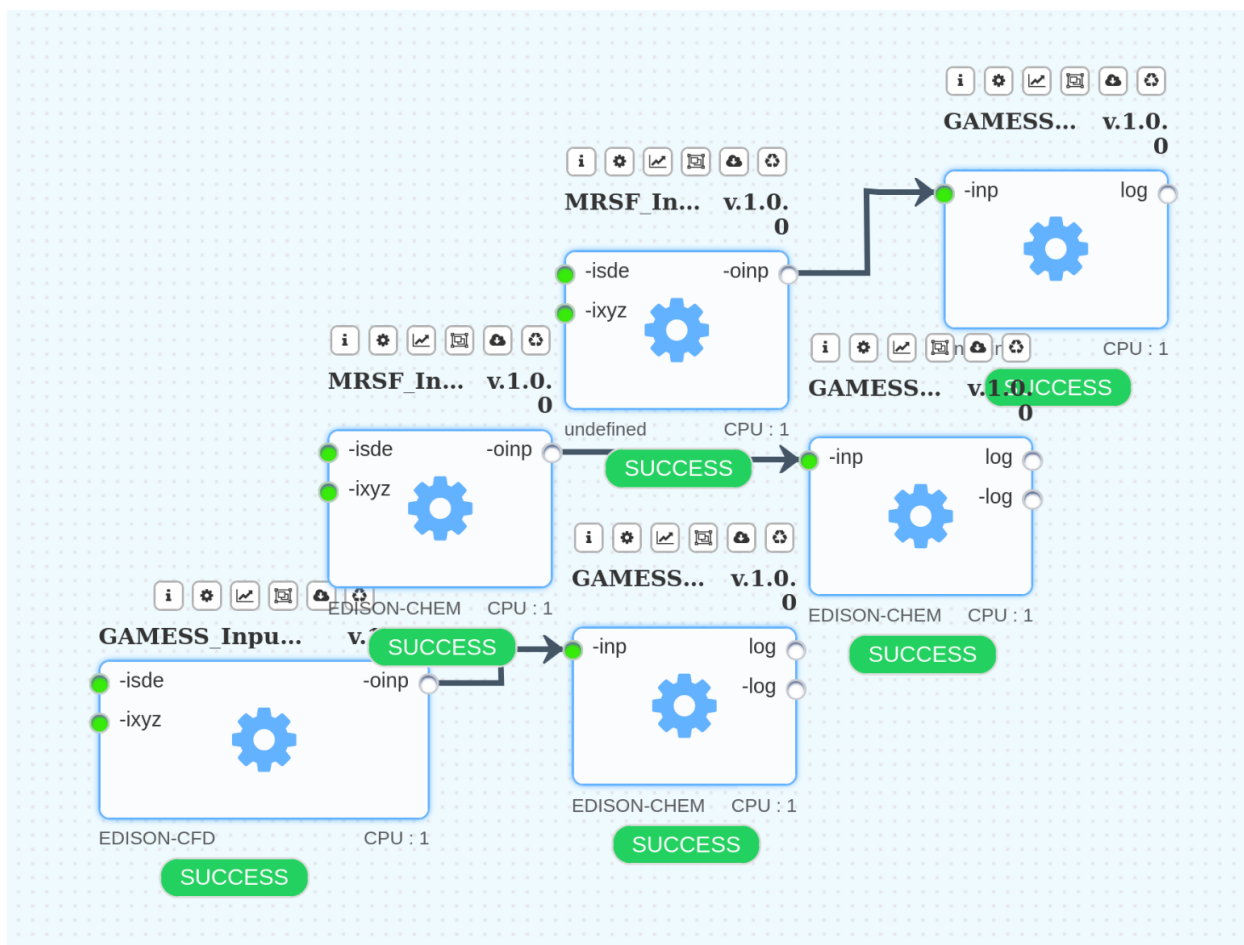 GAMESS... v.1.0.
0
-inp log
CPU : 1
SUCCESS
MRSF_In... v.1.0.
0
-isde -oinp
-ixyz
undefined CPU : 1
SUCCESS
MRSF_In... v.1.0.
0
-isde -oinp
-ixyz
EDISON-CHEM CPU : 1
SUCCESS
GAMESS... v.1.0.
0
-inp log
-log
EDISON-CHEM CPU : 1
SUCCESS
GAMESS_Inpu...
-isde -oinp
-ixyz
EDISON-CFD CPU : 1
SUCCESS
GAMESS... v.1.0.
0
-inp log
-log
EDISON-CHEM CPU : 1
SUCCESS